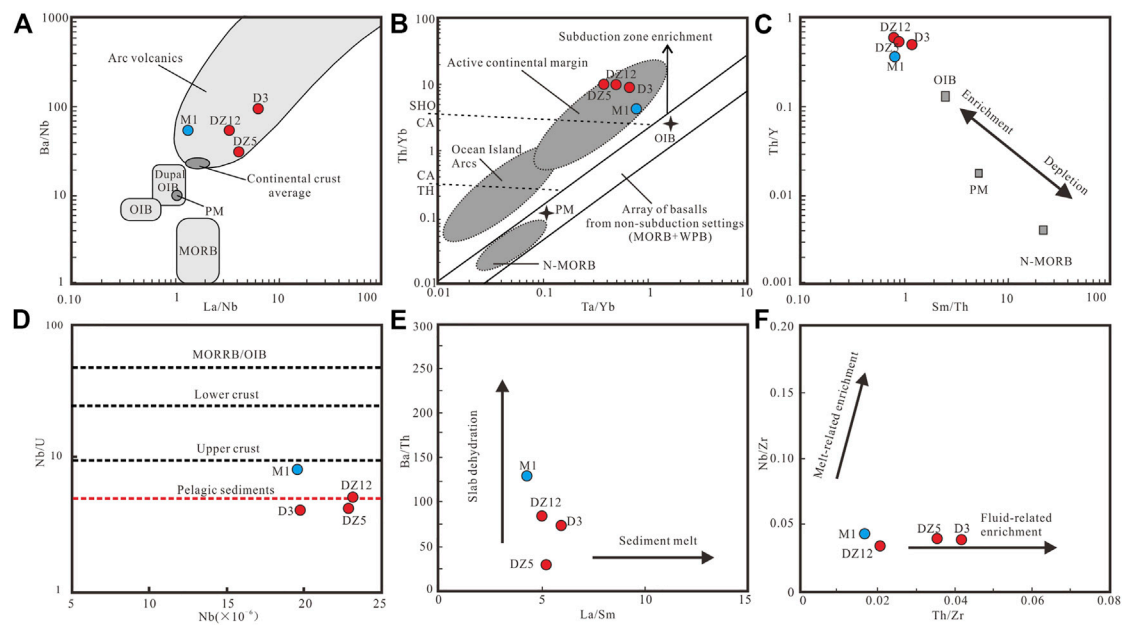 A
1000
100
10
1
0.10
1
10
100
Ba/Nb
La/Nb
Arc volcanics
M1
DZ12
D3
DZ5
Continental crust
average
Dupal
OIB
OIB
PM
MORB
B
100
10
SHO
CA
1
CA
TH
0.1
0.01
0.01
0.10
1
10
Th/Yb
Ta/Yb
Subduction zone enrichment
Active continental margin
DZ12
DZ5
D3
M1
OIB
Ocean Island
Arcs
PM
Array of basalls
from non-subduction settings
(MORB+WPB)
N-MORB
C
1
0.1
0.01
0.001
0.10
1
10
100
Th/Y
Sm/Th
DZ12
DZ5
D3
M1
OIB
Enrichment
Depletion
PM
N-MORB
D
100
10
1
5
10
15
20
25
Nb/U
Nb(×10⁻⁶)
MORRB/OIB
Lower crust
Upper crust
M1
Pelagic sediments
DZ12
D3
DZ5
E
300
250
200
150
100
50
0
0
5
10
15
Ba/Th
La/Sm
Slab dehydration
M1
DZ12
D3
DZ5
Sediment melt
F
0.20
0.15
0.10
0.05
0.00
0
0.02
0.04
0.06
0.08
Nb/Zr
Th/Zr
Melt-related enrichment
M1
DZ12
DZ5
D3
Fluid-related
enrichment